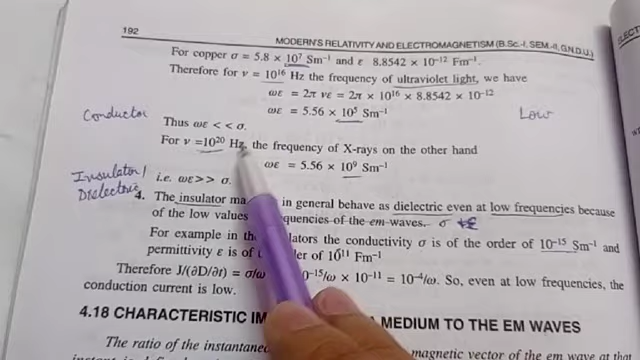 192
MODERN'S RELATIVITY AND ELECTROMAGNETISM (B.Sc.-I, SEM.-II, G.N.D.U.)
For copper σ = 5.8 × 10⁷ Sm⁻¹ and ε 8.8542 × 10⁻¹² Fm⁻¹.
Therefore for ν = 10¹⁶ Hz the frequency of ultraviolet light, we have
ωε = 2π νε = 2π × 10¹⁶ × 8.8542 × 10⁻¹²
ωε = 5.56 × 10⁵ Sm⁻¹
Conductor
Low
Thus ωε < < σ.
For ν = 10²⁰ Hz, the frequency of X-rays on the other hand
ωε = 5.56 × 10⁹ Sm⁻¹
Insulator/
Dielectric
i.e. ωε >> σ.
4. The insulator ma in general behave as dielectric even at low frequencies because
of the low values quencies of the em-waves. σ
For example in the lators the conductivity σ is of the order of 10⁻¹⁵ Sm⁻¹ and
permittivity ε is of er of 10¹¹ Fm⁻¹
Therefore J/(∂D/∂t) = σ/ω ⁻¹⁵/ω × 10⁻¹¹ = 10⁻⁴/ω. So, even at low frequencies, the
conduction current is low.
4.18 CHARACTERISTIC IM A MEDIUM TO THE EM WAVES
The ratio of the instantane magnetic vector of the em wave at